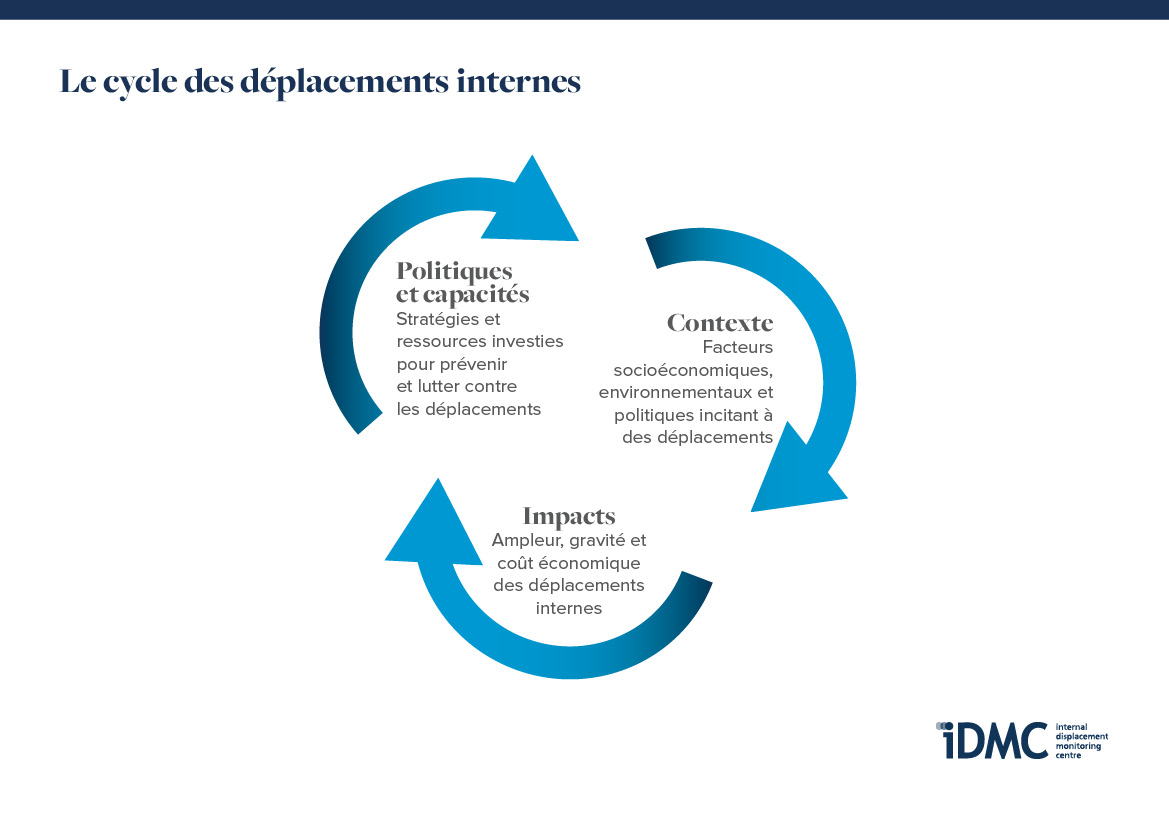 Le cycle des déplacements internes
Politiques
et capacités
Stratégies et
ressources investies
pour prévenir
et lutter contre
les déplacements
Contexte
Facteurs
socioéconomiques,
environnementaux et
politiques incitant à
des déplacements
Impacts
Ampleur, gravité et
coût économique
des déplacements
internes
iDMC
internal
displacement
monitoring
centre